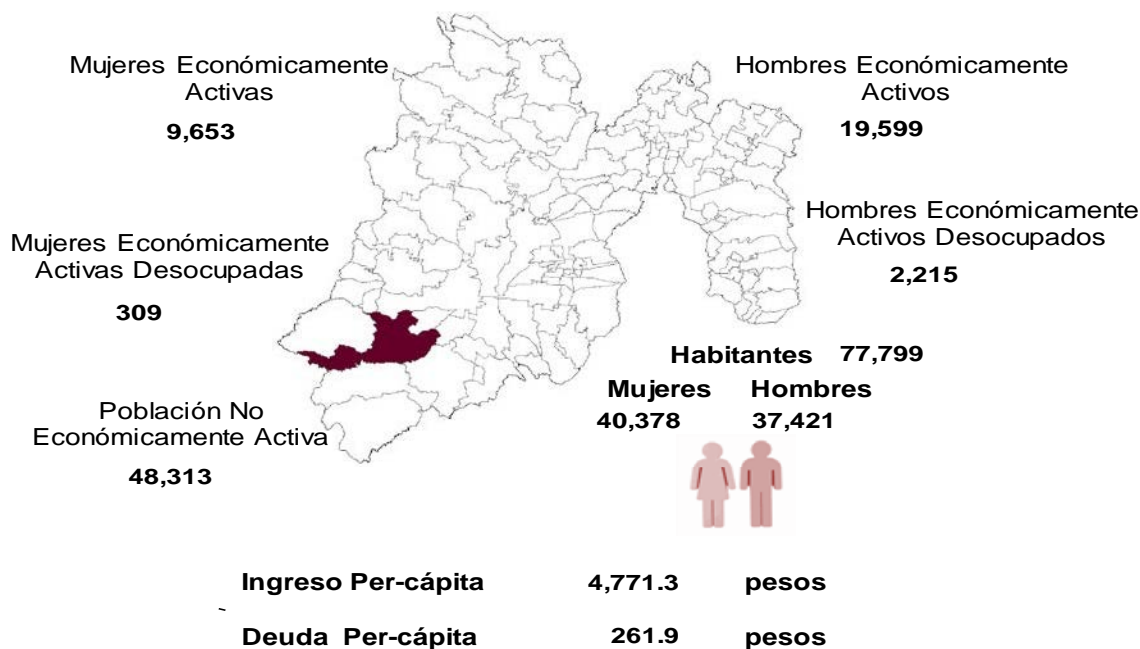 Mujeres Económicamente
Activas
9,653
Hombres Económicamente
Activos
19,599
Mujeres Económicamente
Activas Desocupadas
309
Hombres Económicamente
Activos Desocupados
2,215
Habitantes 77,799
Mujeres Hombres
40,378 37,421
Población No
Económicamente Activa
48,313
Ingreso Per-cápita 4,771.3 pesos
Deuda Per-cápita 261.9 pesos